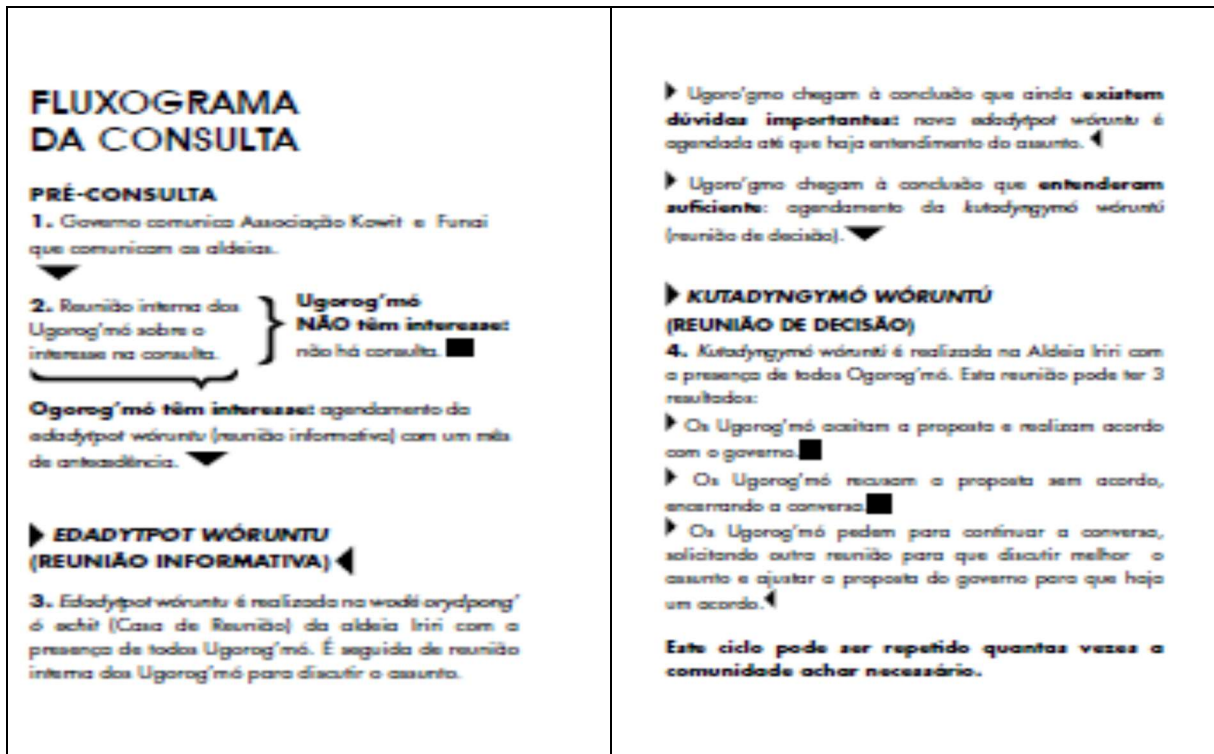 FLUXOGRAMA
DA CONSULTA
PRÉ-CONSULTA
1. Governo comunica Associação Kowit e Funai
que comunicam as aldeias.
2. Reunião interna dos
Ugorog'mó sobre o
interesse na consulta.
Ugorog'mó
NÃO têm interesse:
não há consulta.
Ogorog'mó têm interesse: agendamento da
edadytpot wóruntu (reunião informativa) com um mês
de antecedência.
EDADYTPOT WÓRUNTU
(REUNIÃO INFORMATIVA)
3. Edadytpot wóruntu é realizada na wadé orydpong'
ó echit (Casa de Reunião) da aldeia Iriri com a
presença de todos Ugorog'mó. É seguida de reunião
interna dos Ugorog'mó para discutir o assunto.
Ugoro'gmo chegam à conclusão que ainda existem
dúvidas importantes: nova edadytpot wóruntu é
agendada até que haja entendimento do assunto.
Ugoro'gmo chegam à conclusão que entenderam
suficiente: agendamento da kutadyngymó wóruntú
(reunião de decisão).
KUTADYNGYMÓ WÓRUNTÚ
(REUNIÃO DE DECISÃO)
4. Kutadyngymó wóruntú é realizada na Aldeia Iriri com
a presença de todos Ogorog'mó. Esta reunião pode ter 3
resultados:
Os Ugorog'mó aceitam a proposta e realizam acordo
com o governo.
Os Ugorog'mó recusam a proposta sem acordo,
encerrando a conversa.
Os Ugorog'mó pedem para continuar a conversa,
solicitando outra reunião para que discutir melhor o
assunto e ajustar a proposta do governo para que haja
um acordo.
Este ciclo pode ser repetido quantas vezes a
comunidade achar necessário.